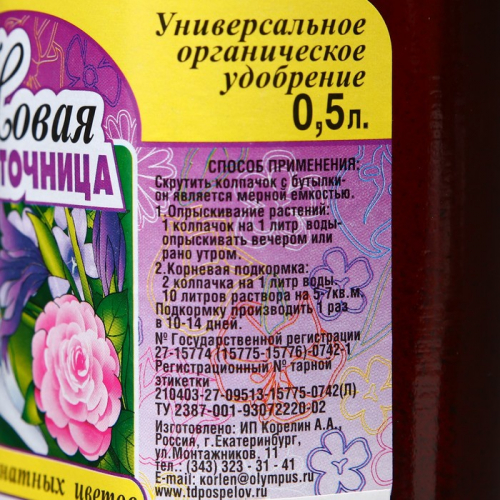 Универсальное
органическое
удобрение
0,5л.
СПОСОБ ПРИМЕНЕНИЯ:
Скрутить колпачок с бутылки-
он является мерной емкостью.
1.Опрыскивание растений:
1 колпачок на 1 литр воды-
опрыскивать вечером или
рано утром.
2.Корневая подкормка:
2 колпачка на 1 литр воды.
10 литров раствора на 5-7кв.м.
Подкормку производят 1 раз
в 10-14 дней.
№ Государственной регистрации
27-15774 (15775-15776)-0742-1
Регистрационный № тарной
этикетки
210403-27-09513-15775-0742(Л)
ТУ 2387-001-93072220-02
Изготовлено: ИП Корелин А.А.,
Россия, г.Екатеринбург,
ул.Монтажников, 11
тел.: (343) 323 - 31 - 41
E-mail: korlen@olympus.ru
www.tdpospelov.ru